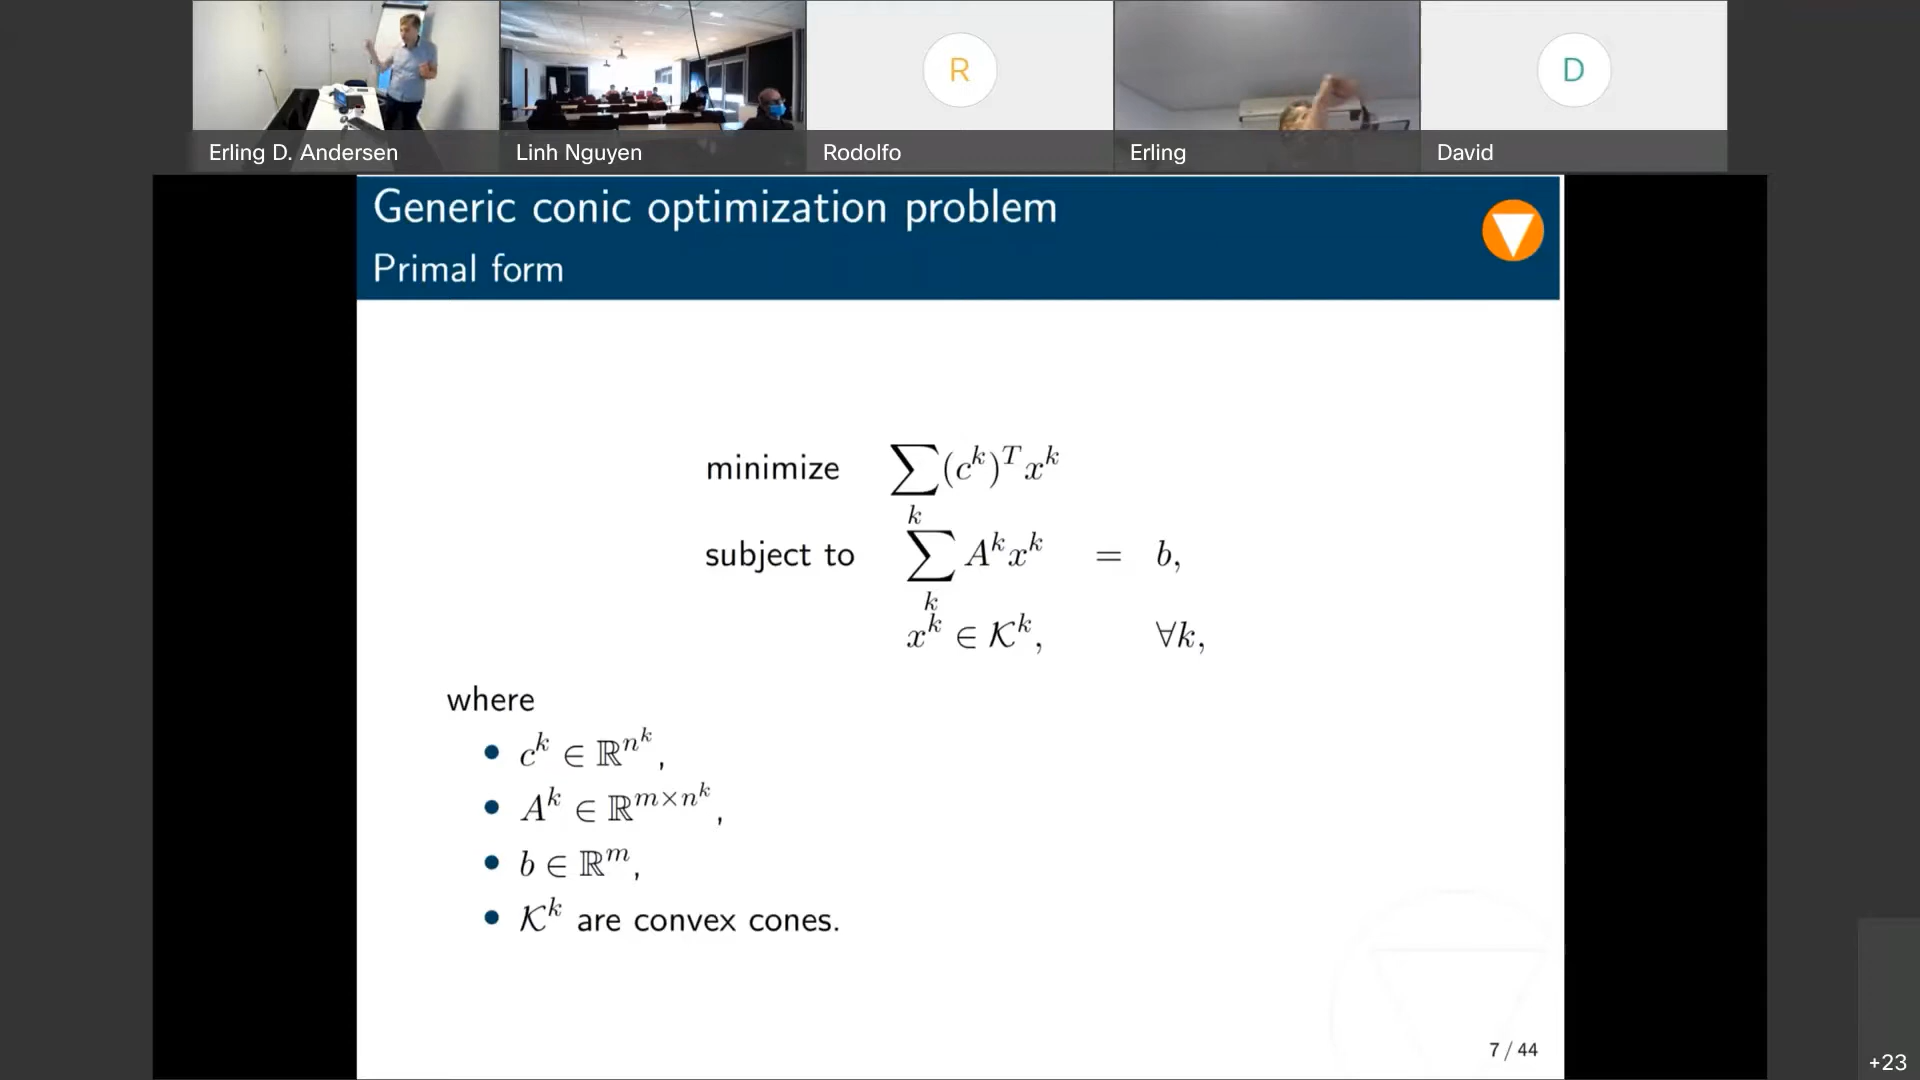 Erling D. Andersen
Linh Nguyen
R
Rodolfo
Erling
D
David
Generic conic optimization problem
Primal form
minimize ∑_k (c^k)^T x^k
subject to ∑_k A^k x^k = b,
x^k ∈ 𝒦^k, ∀k,
where
• c^k ∈ ℝ^{n^k},
• A^k ∈ ℝ^{m×n^k},
• b ∈ ℝ^m,
• 𝒦^k are convex cones.
7 / 44
+23